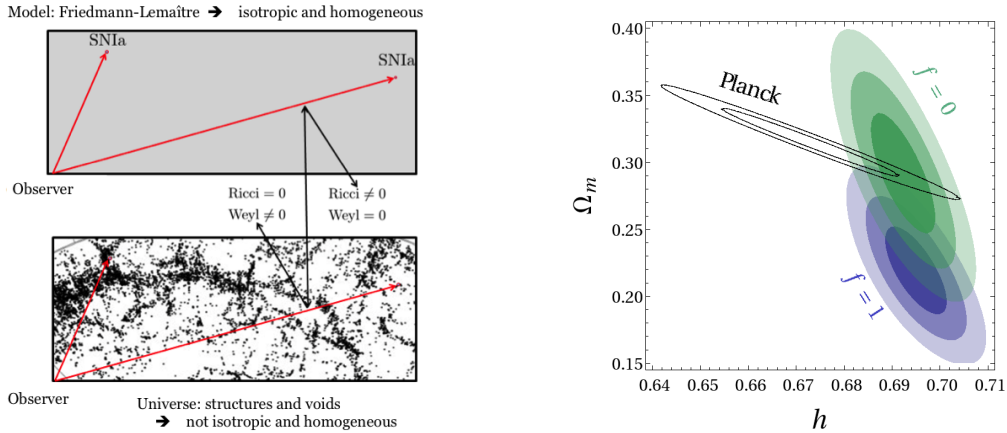 Model: Friedmann-Lemaître ➔ isotropic and homogeneous
SNIa
SNIa
Observer
Ricci = 0 Ricci ≠ 0
Weyl ≠ 0 Weyl = 0
Observer
Universe: structures and voids
➔ not isotropic and homogeneous
0.40
0.35
0.30
0.25
0.20
0.15
Ωm
Planck
f = 0
f = 1
0.64 0.65 0.66 0.67 0.68 0.69 0.70 0.71
h